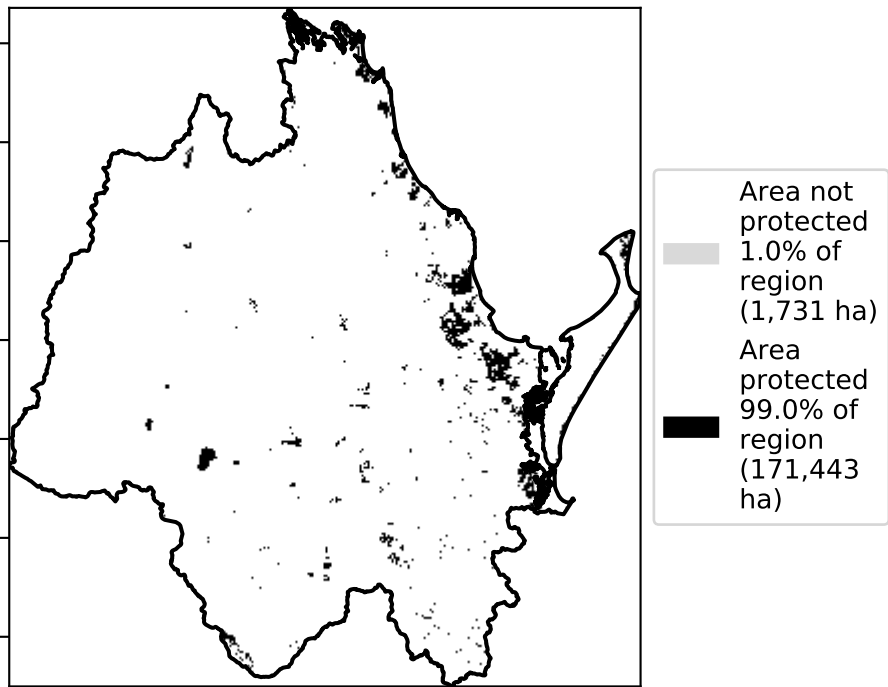 Area not
protected
1.0% of
region
(1,731 ha)
Area
protected
99.0% of
region
(171,443
ha)